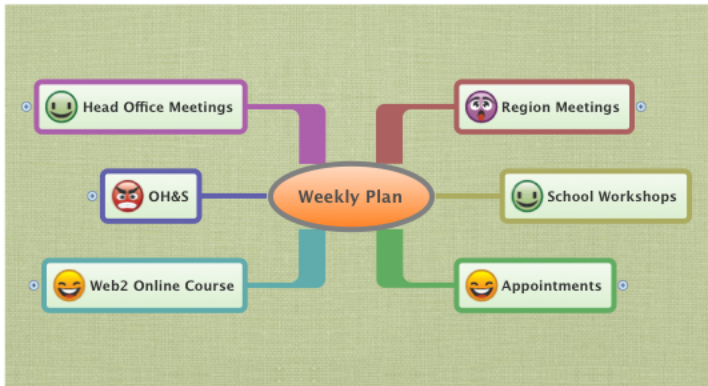 Head Office Meetings
Region Meetings
OH&S
Weekly Plan
School Workshops
Web2 Online Course
Appointments